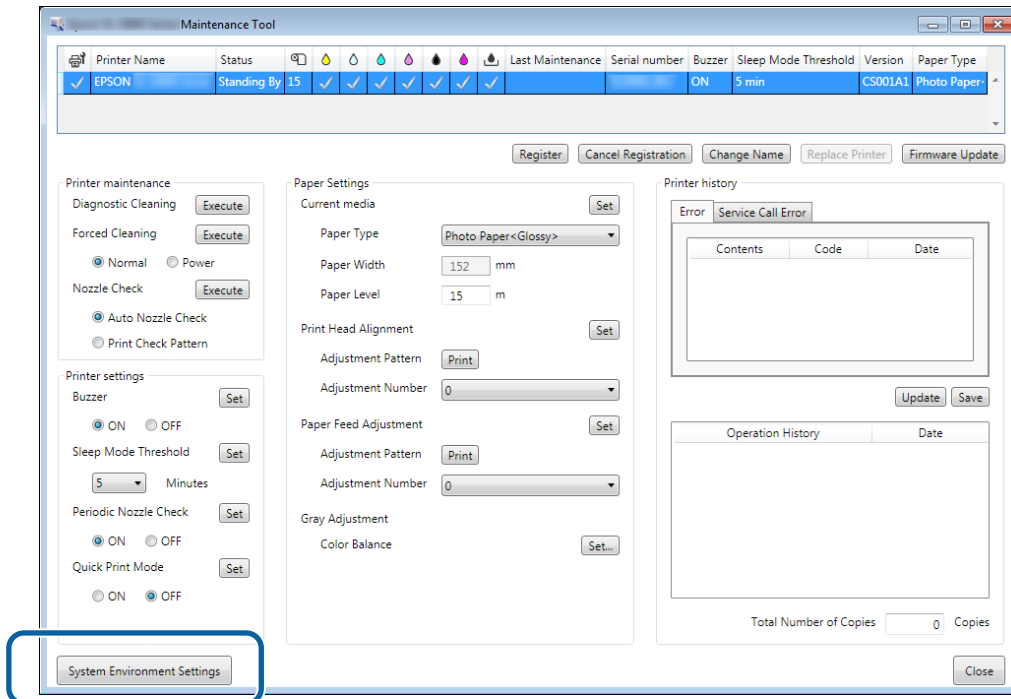 Maintenance Tool
Printer Name Status Last Maintenance Serial number Buzzer Sleep Mode Threshold Version Paper Type
EPSON Standing By 15 ON 5 min CS001A1 Photo Paper-
Register Cancel Registration Change Name Replace Printer Firmware Update
Printer maintenance
Diagnostic Cleaning Execute
Forced Cleaning Execute
Normal Power
Nozzle Check Execute
Auto Nozzle Check
Print Check Pattern
Printer settings
Buzzer Set
ON OFF
Sleep Mode Threshold Set
5 Minutes
Periodic Nozzle Check Set
ON OFF
Quick Print Mode Set
ON OFF
Paper Settings
Current media Set
Paper Type Photo Paper<Glossy>
Paper Width 152 mm
Paper Level 15 m
Print Head Alignment Set
Adjustment Pattern Print
Adjustment Number 0
Paper Feed Adjustment Set
Adjustment Pattern Print
Adjustment Number 0
Gray Adjustment
Color Balance Set...
Printer history
Error Service Call Error
Contents Code Date
Update Save
Operation History Date
Total Number of Copies 0 Copies
System Environment Settings Close